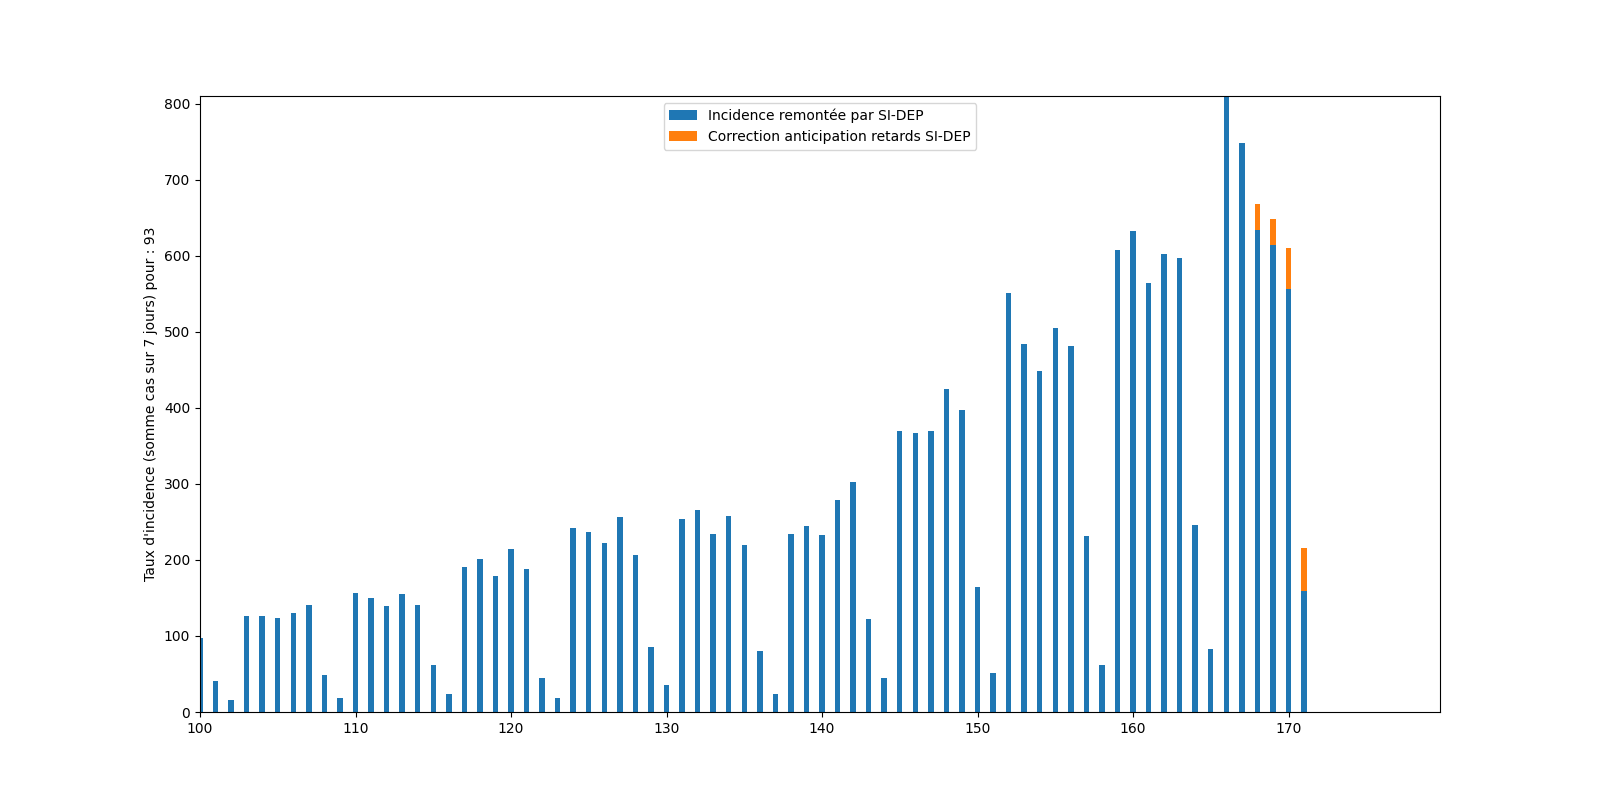 Incidence remontée par SI-DEP
Correction anticipation retards SI-DEP
Taux d'incidence (somme cas sur 7 jours) pour : 93
800
700
600
500
400
300
200
100
0
100 110 120 130 140 150 160 170